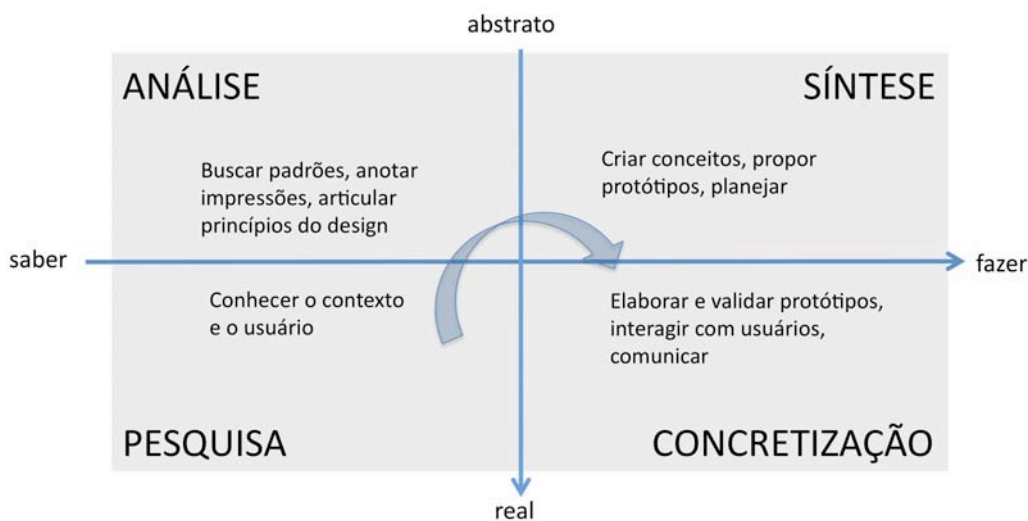 abstrato
ANÁLISE
SÍNTESE
Buscar padrões, anotar
impressões, articular
princípios do design
Criar conceitos, propor
protótipos, planejar
saber
fazer
Conhecer o contexto
e o usuário
Elaborar e validar protótipos,
interagir com usuários,
comunicar
PESQUISA
CONCRETIZAÇÃO
real